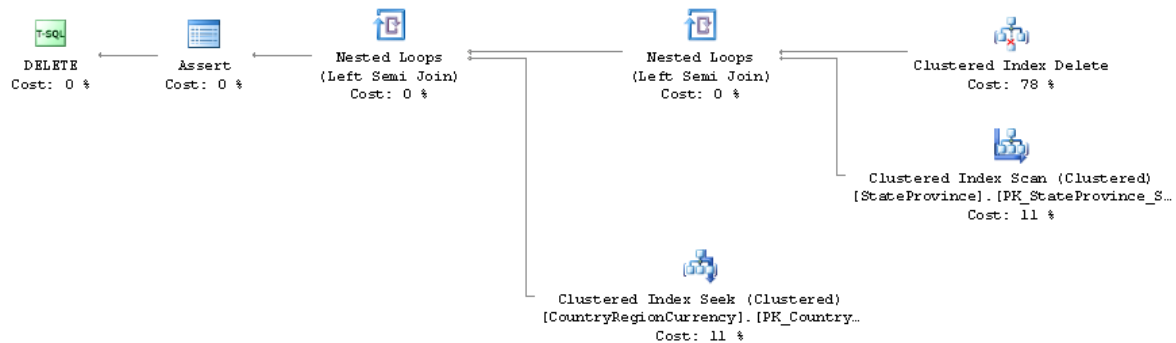 T-SQL
DELETE
Cost: 0 %
Assert
Cost: 0 %
Nested Loops
(Left Semi Join)
Cost: 0 %
Nested Loops
(Left Semi Join)
Cost: 0 %
Clustered Index Delete
Cost: 78 %
Clustered Index Scan (Clustered)
[StateProvince].[PK_StateProvince_S…
Cost: 11 %
Clustered Index Seek (Clustered)
[CountryRegionCurrency].[PK_Country…
Cost: 11 %